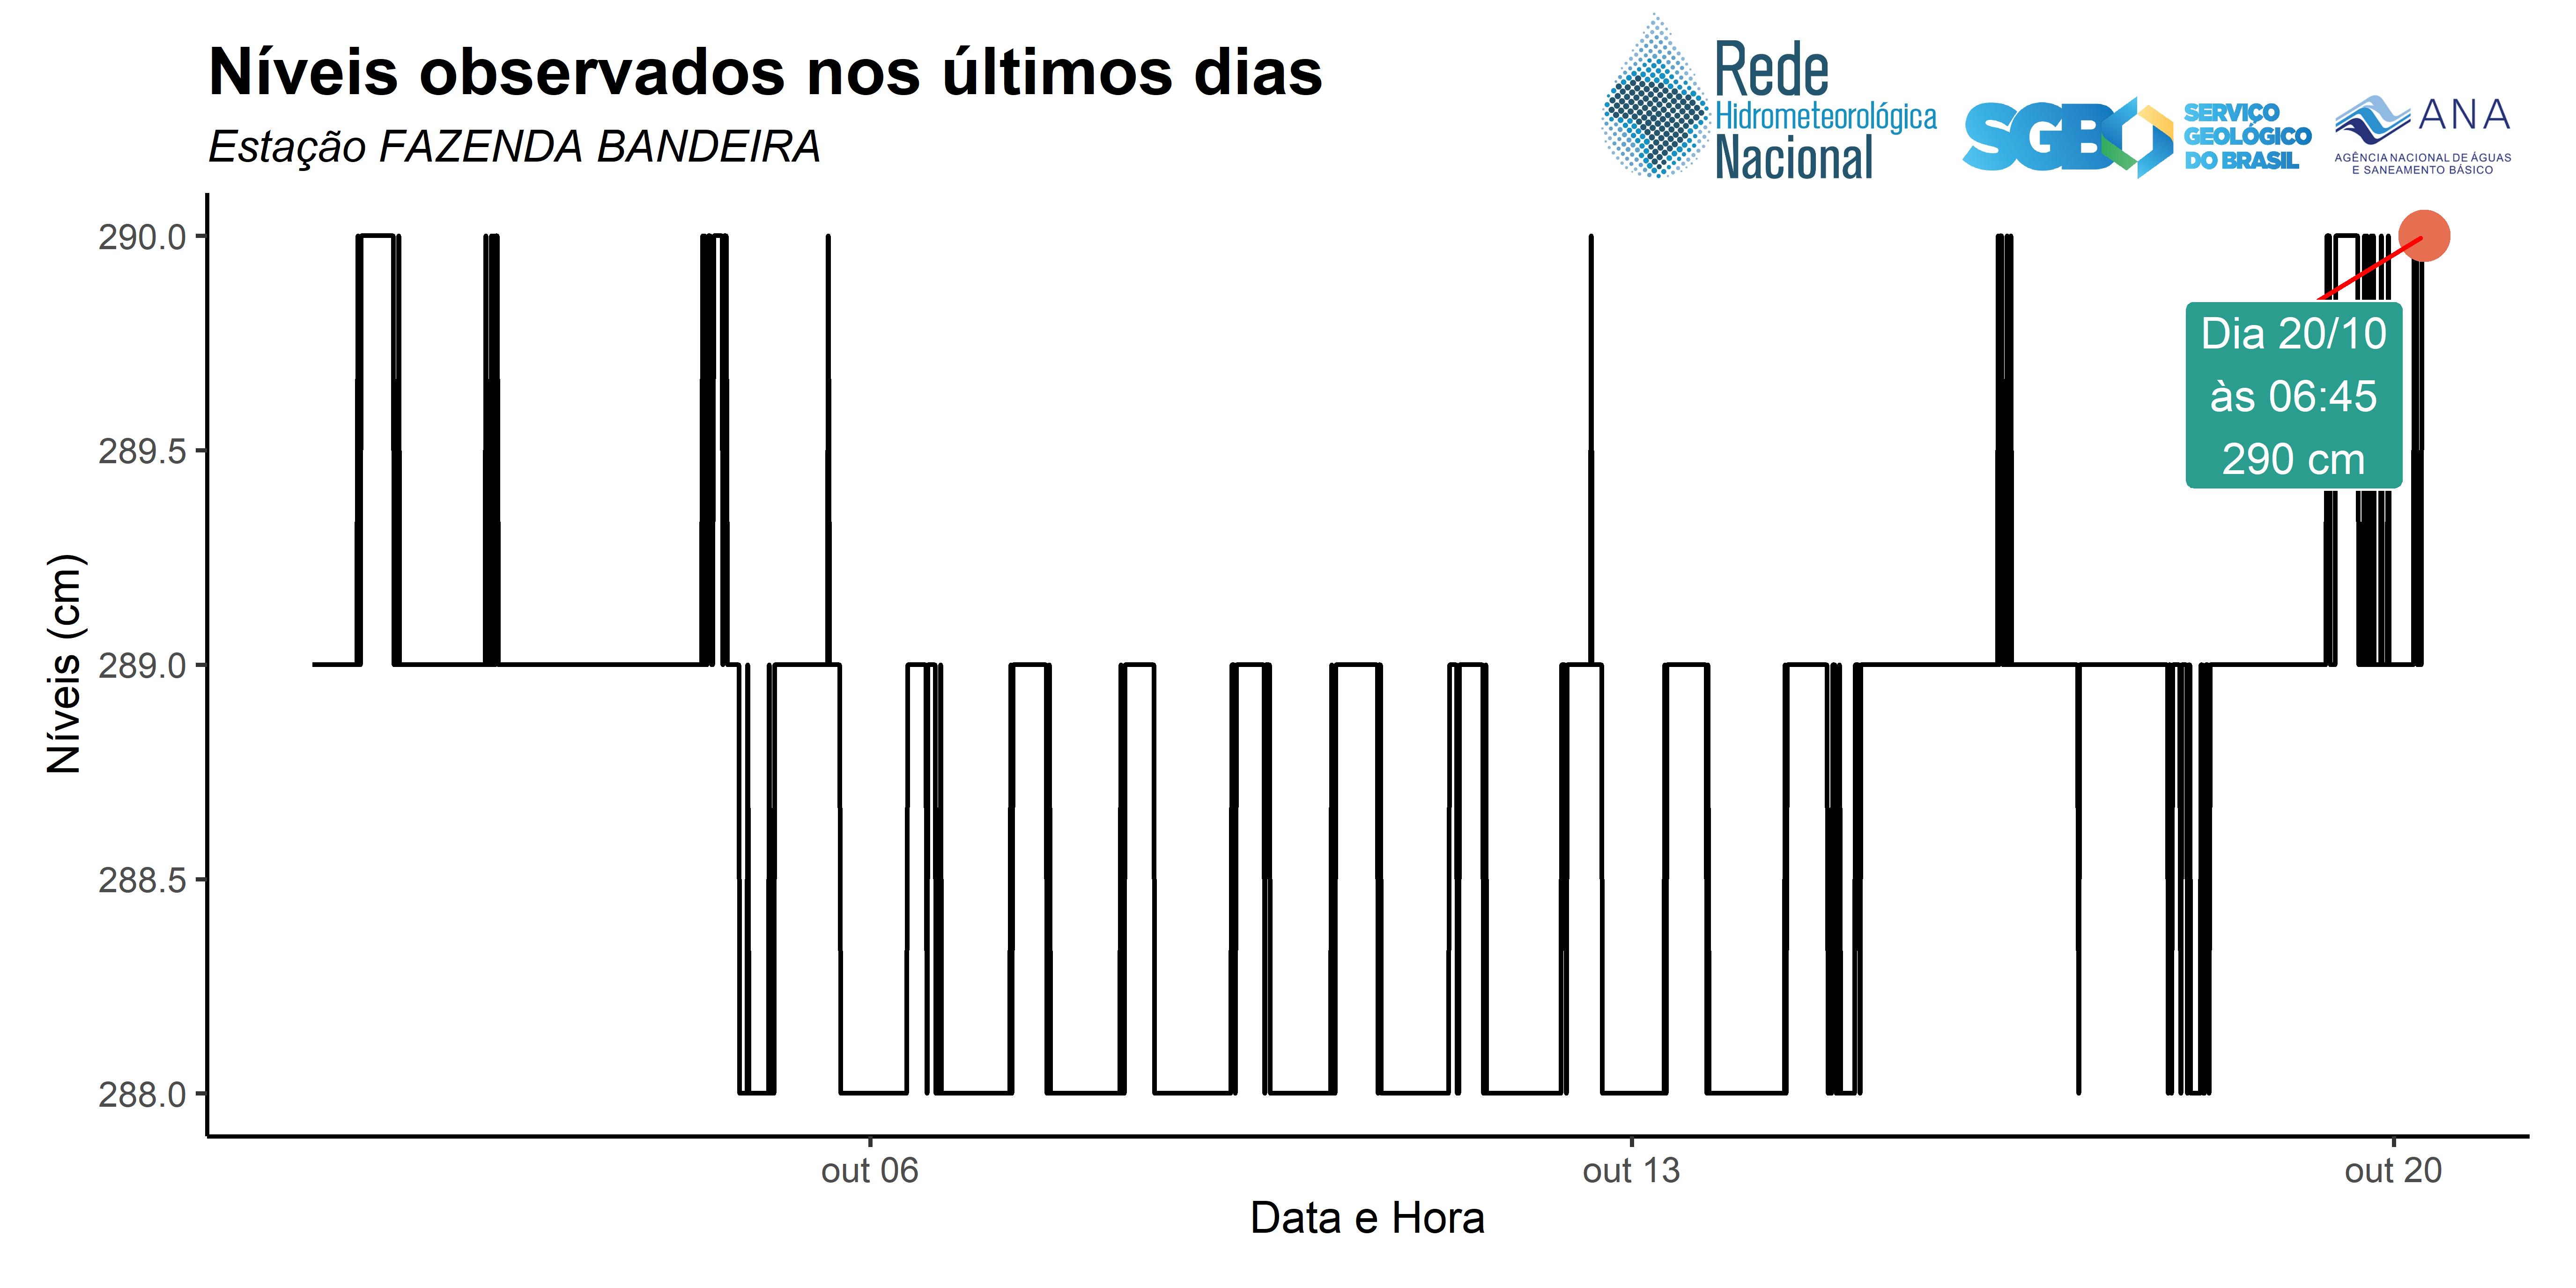 Níveis observados nos últimos dias
Estação FAZENDA BANDEIRA
Rede
Hidrometeorológica
Nacional
SGB
SERVIÇO
GEOLÓGICO
DO BRASIL
ANA
AGÊNCIA NACIONAL DE ÁGUAS
E SANEAMENTO BÁSICO
Níveis (cm)
290.0
289.5
289.0
288.5
288.0
Dia 20/10
às 06:45
290 cm
out 06
out 13
out 20
Data e Hora